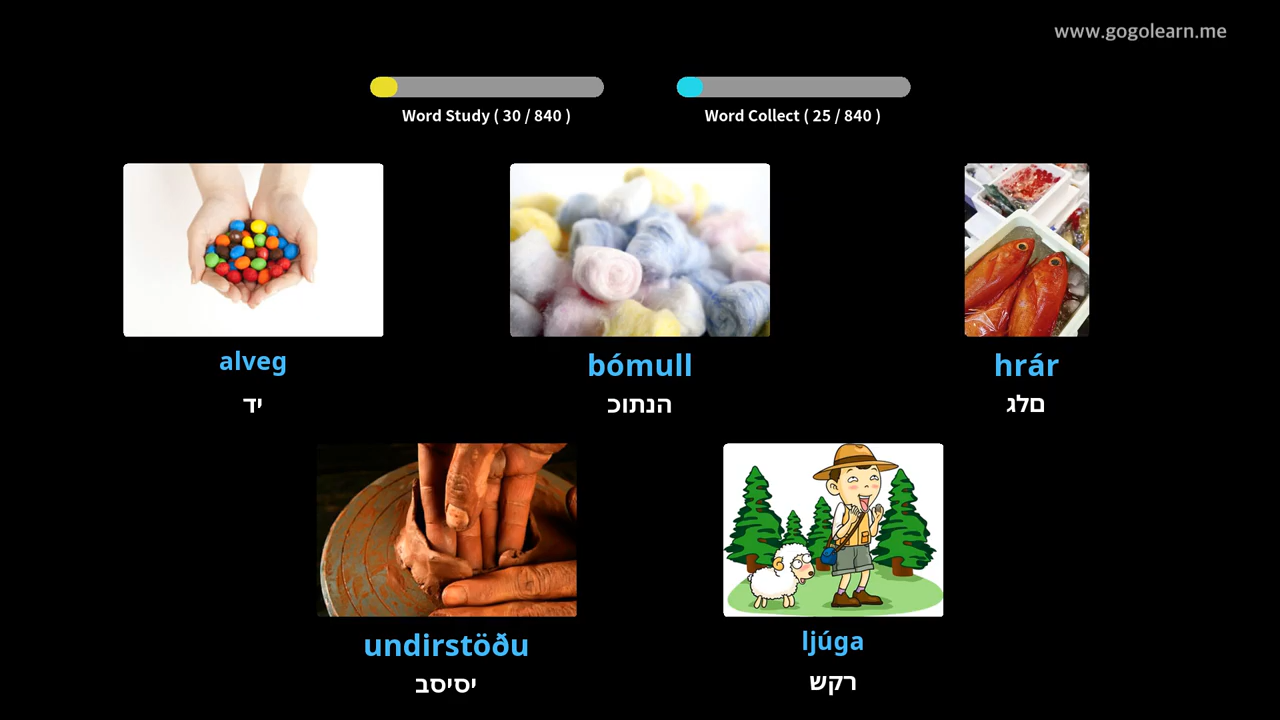 www.gogolearn.me
Word Study ( 30 / 840 )
Word Collect ( 25 / 840 )
alveg
יד
bómull
הנתוכ
hrár
םלג
undirstöðu
יסיסב
ljúga
רקש